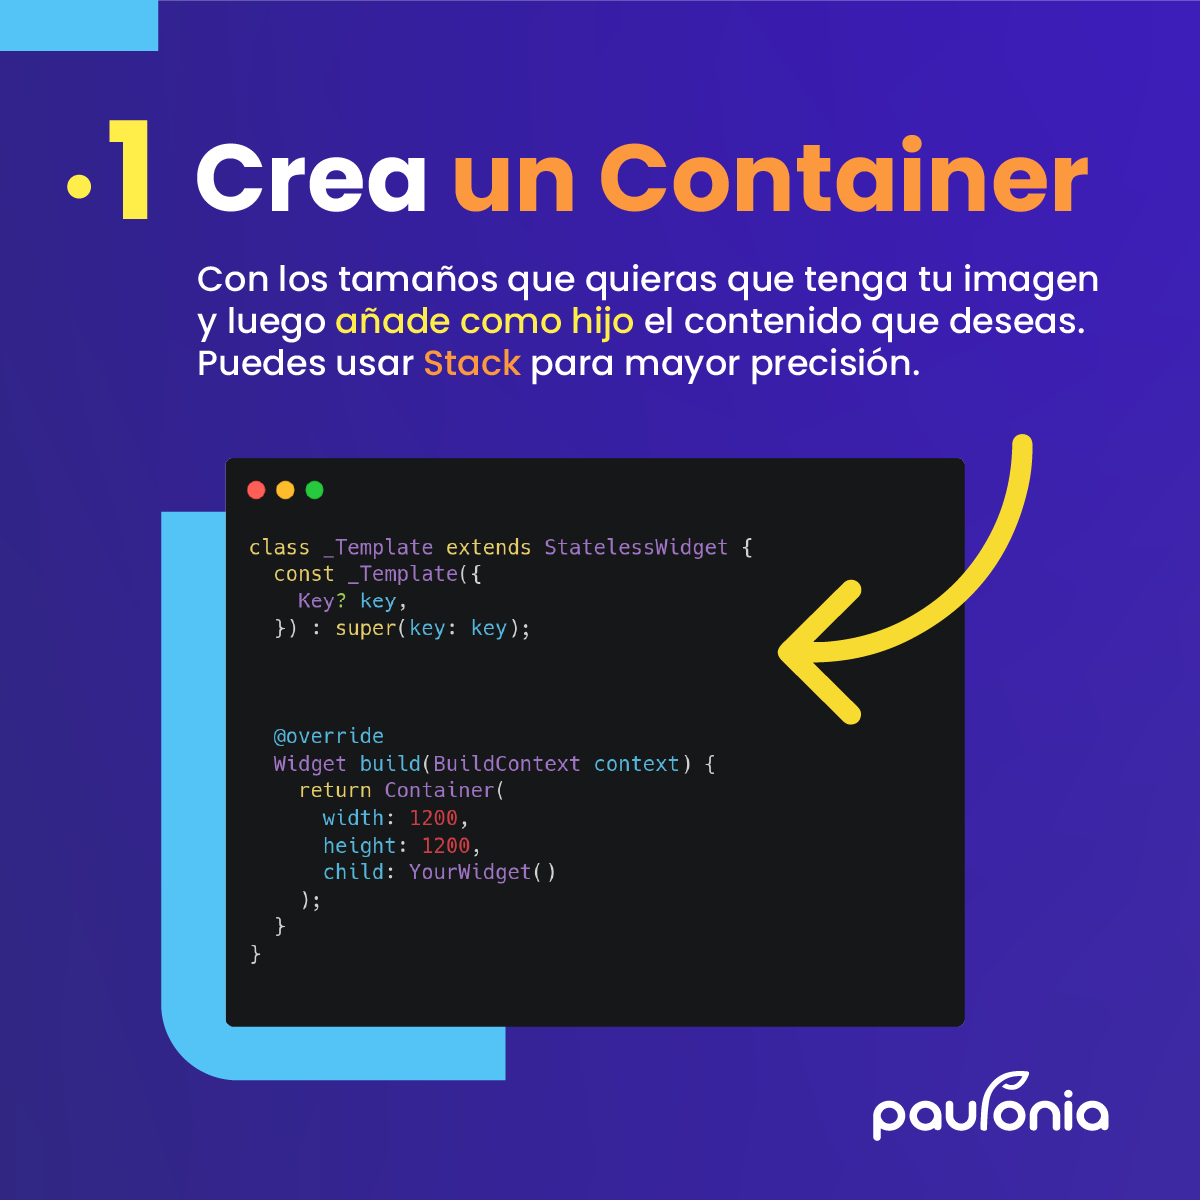 .1 Crea un Container
Con los tamaños que quieras que tenga tu imagen
y luego añade como hijo el contenido que deseas.
Puedes usar Stack para mayor precisión.
class _Template extends StatelessWidget {
  const _Template({
    Key? key,
  }) : super(key: key);
  @override
  Widget build(BuildContext context) {
    return Container(
      width: 1200,
      height: 1200,
      child: YourWidget()
    );
  }
}
paulonia